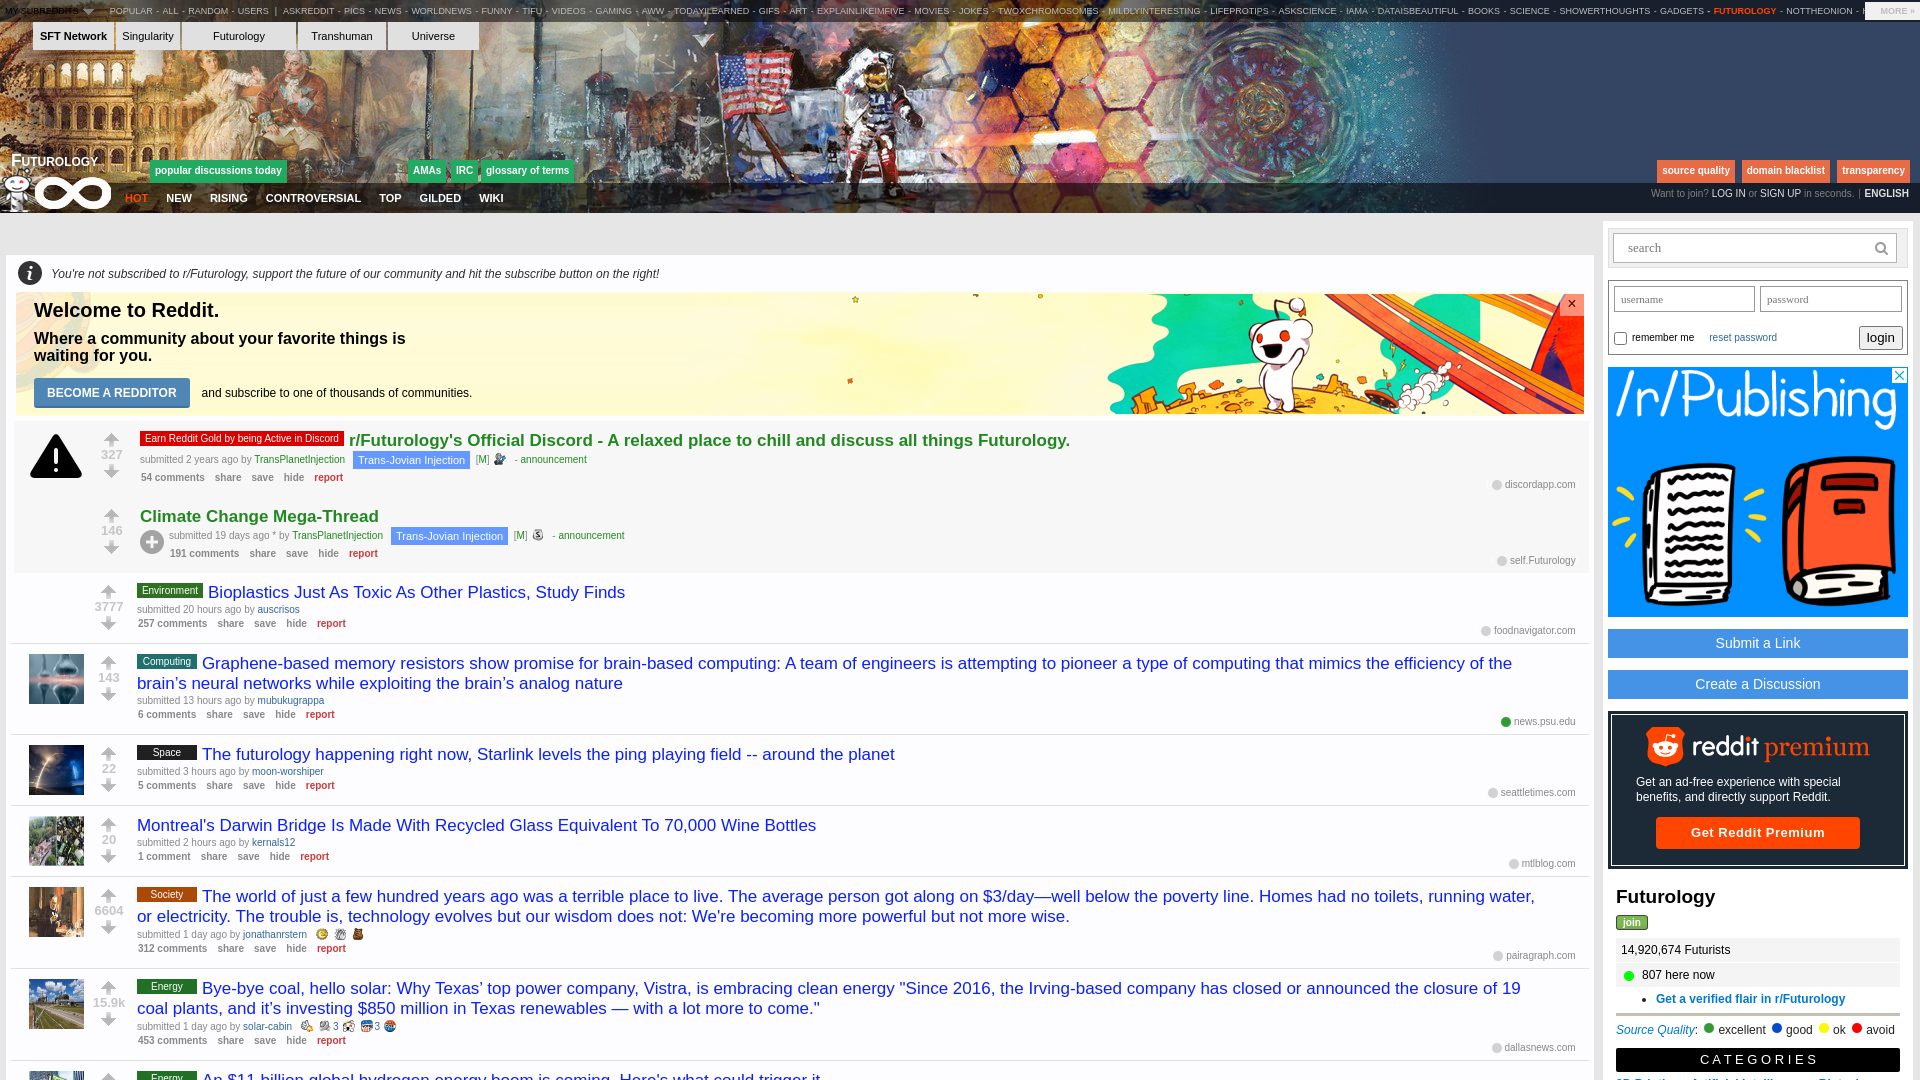 MY SUBREDDITS POPULAR - ALL - RANDOM - USERS | ASKREDDIT - PICS - NEWS - WORLDNEWS - FUNNY - TIFU - VIDEOS - GAMING - AWW - TODAYILEARNED - GIFS - ART - EXPLAINLIKEIMFIVE - MOVIES - JOKES - TWOXCHROMOSOMES - MILDLYINTERESTING - LIFEPROTIPS - ASKSCIENCE - IAMA - DATAISBEAUTIFUL - BOOKS - SCIENCE - SHOWERTHOUGHTS - GADGETS - FUTUROLOGY - NOTTHEONION - MORE »
SFT Network Singularity Futurology Transhuman Universe
FUTUROLOGY
popular discussions today AMAs IRC glossary of terms source quality domain blacklist transparency
HOT NEW RISING CONTROVERSIAL TOP GILDED WIKI
Want to join? LOG IN or SIGN UP in seconds. | ENGLISH
You're not subscribed to r/Futurology, support the future of our community and hit the subscribe button on the right!
Welcome to Reddit.
×
Where a community about your favorite things is
waiting for you.
BECOME A REDDITOR and subscribe to one of thousands of communities.
327
Earn Reddit Gold by being Active in Discord r/Futurology's Official Discord - A relaxed place to chill and discuss all things Futurology.
submitted 2 years ago by TransPlanetInjection Trans-Jovian Injection [M] - announcement
54 comments share save hide report
discordapp.com
146
Climate Change Mega-Thread
submitted 19 days ago * by TransPlanetInjection Trans-Jovian Injection [M] - announcement
191 comments share save hide report
self.Futurology
3777
Environment Bioplastics Just As Toxic As Other Plastics, Study Finds
submitted 20 hours ago by auscrisos
257 comments share save hide report
foodnavigator.com
143
Computing Graphene-based memory resistors show promise for brain-based computing: A team of engineers is attempting to pioneer a type of computing that mimics the efficiency of the
brain’s neural networks while exploiting the brain’s analog nature
submitted 13 hours ago by mubukugrappa
6 comments share save hide report
news.psu.edu
22
Space The futurology happening right now, Starlink levels the ping playing field -- around the planet
submitted 3 hours ago by moon-worshiper
5 comments share save hide report
seattletimes.com
20
Montreal's Darwin Bridge Is Made With Recycled Glass Equivalent To 70,000 Wine Bottles
submitted 2 hours ago by kernals12
1 comment share save hide report
mtlblog.com
6604
Society The world of just a few hundred years ago was a terrible place to live. The average person got along on $3/day—well below the poverty line. Homes had no toilets, running water,
or electricity. The trouble is, technology evolves but our wisdom does not: We're becoming more powerful but not more wise.
submitted 1 day ago by jonathanrstern
312 comments share save hide report
pairagraph.com
15.9k
Energy Bye-bye coal, hello solar: Why Texas’ top power company, Vistra, is embracing clean energy "Since 2016, the Irving-based company has closed or announced the closure of 19
coal plants, and it’s investing $850 million in Texas renewables — with a lot more to come."
submitted 1 day ago by solar-cabin 3 3
453 comments share save hide report
dallasnews.com
Energy An $11 billion global hydrogen energy boom is coming. Here's what could trigger it
search
username password
remember me reset password login
/r/Publishing
Submit a Link
Create a Discussion
reddit premium
Get an ad-free experience with special
benefits, and directly support Reddit.
Get Reddit Premium
Futurology
join
14,920,674 Futurists
807 here now
Get a verified flair in r/Futurology
Source Quality: excellent good ok avoid
CATEGORIES